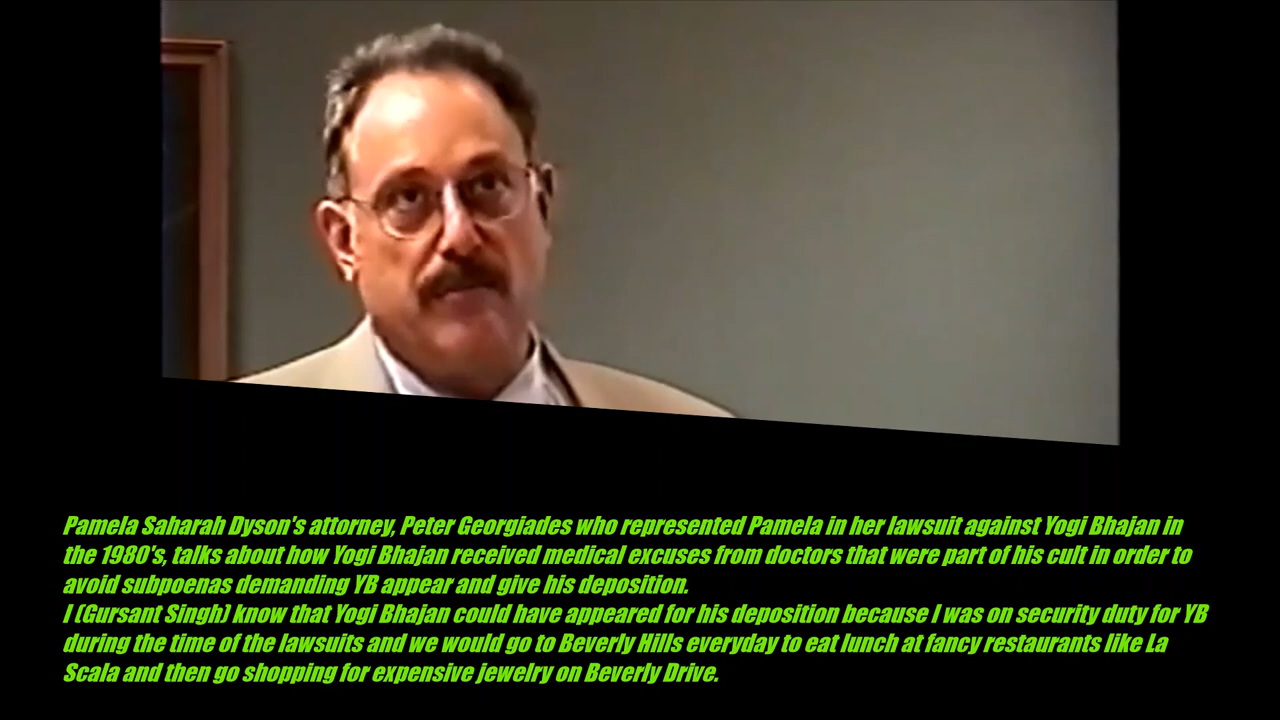 Pamela Saharah Dyson's attorney, Peter Georgiades who represented Pamela in her lawsuit against Yogi Bhajan in
the 1980's, talks about how Yogi Bhajan received medical excuses from doctors that were part of his cult in order to
avoid subpoenas demanding YB appear and give his deposition.
I (Gursant Singh) know that Yogi Bhajan could have appeared for his deposition because I was on security duty for YB
during the time of the lawsuits and we would go to Beverly Hills everyday to eat lunch at fancy restaurants like La
Scala and then go shopping for expensive jewelry on Beverly Drive.